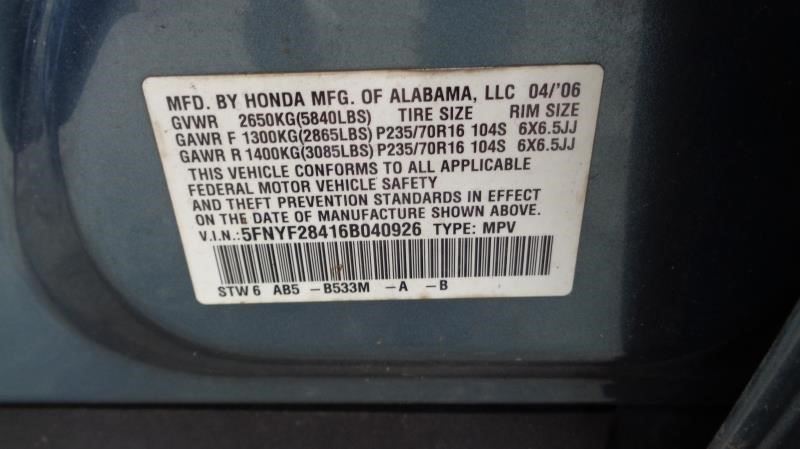 MFD. BY HONDA MFG. OF ALABAMA, LLC 04/'06
GVWR 2650KG(5840LBS) TIRE SIZE RIM SIZE
GAWR F 1300KG(2865LBS) P235/70R16 104S 6X6.5JJ
GAWR R 1400KG(3085LBS) P235/70R16 104S 6X6.5JJ
THIS VEHICLE CONFORMS TO ALL APPLICABLE
FEDERAL MOTOR VEHICLE SAFETY
AND THEFT PREVENTION STANDARDS IN EFFECT
ON THE DATE OF MANUFACTURE SHOWN ABOVE.
V.I.N.:5FNYF28416B040926 TYPE: MPV
STW 6 AB5 -B533M -A -B